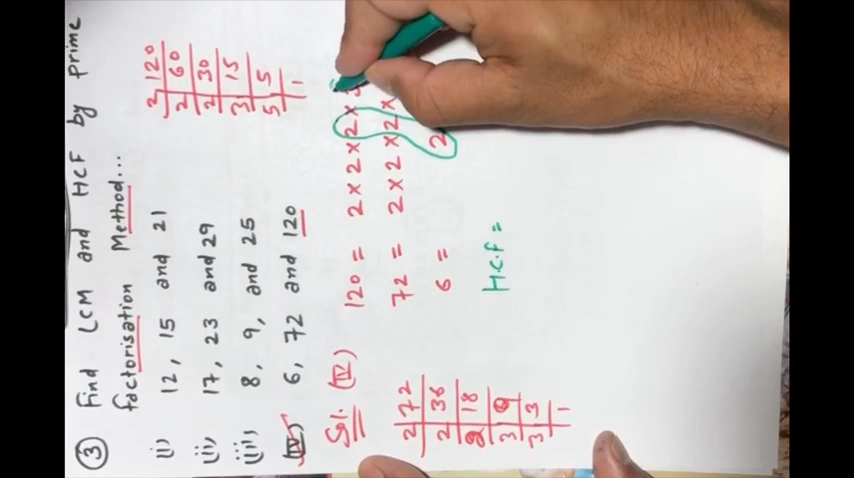 3 Find LCM and HCF by prime
factorisation Method...
(i) 12, 15 and 21
(ii) 17, 23 and 29
(iii) 8, 9, and 25
(iv) 6, 72 and 120
2 | 120
2 | 60
2 | 30
3 | 15
5 | 5
1
Sol. (iv)
2 | 72
2 | 36
2 | 18
3 | 9
3 | 3
1
120 = 2 × 2 × 2 ×
72 = 2 × 2 × 2 ×
6 = 2
H.C.F =